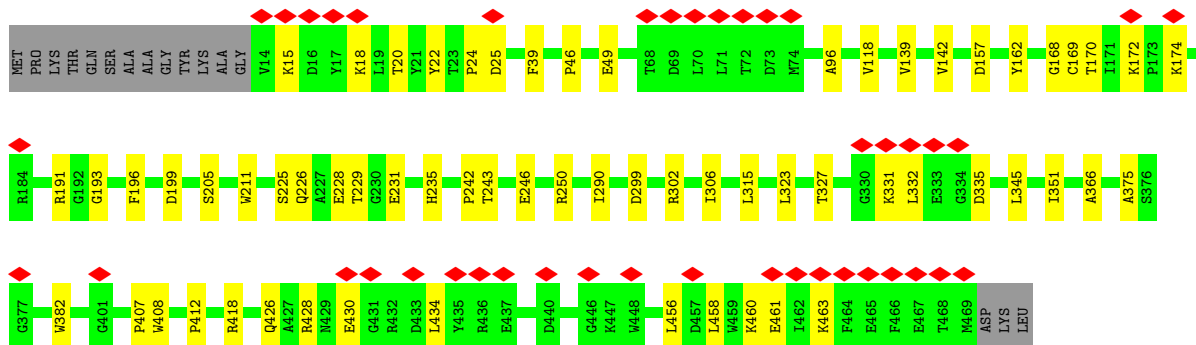 MET PRO LYS THR GLN SER ALA ALA GLY TYR LYS ALA GLY V14 K15 D16 Y17 K18 L19 T20 Y21 Y22 T23 P24 D25 F39 P46 E49 T68 D69 L70 L71 T72 D73 M74 A96 V118 V139 V142 D157 Y162 G168 C169 T170 I171 K172 P173 K174
R184 R191 G192 G193 F196 D199 S205 W211 S225 Q226 A227 E228 T229 G230 E231 H235 P242 T243 E246 R250 I290 D299 R302 I306 L315 L323 T327 G330 K331 L332 E333 G334 D335 L345 I351 A366 A375 S376
G377 W382 G401 P407 W408 P412 R418 Q426 A427 R428 N429 E430 G431 R432 D433 L434 Y435 R436 E437 D440 G446 K447 W448 L456 D457 L458 W459 K460 E461 I462 K463 F464 E465 F466 E467 T468 M469 ASP LYS LEU